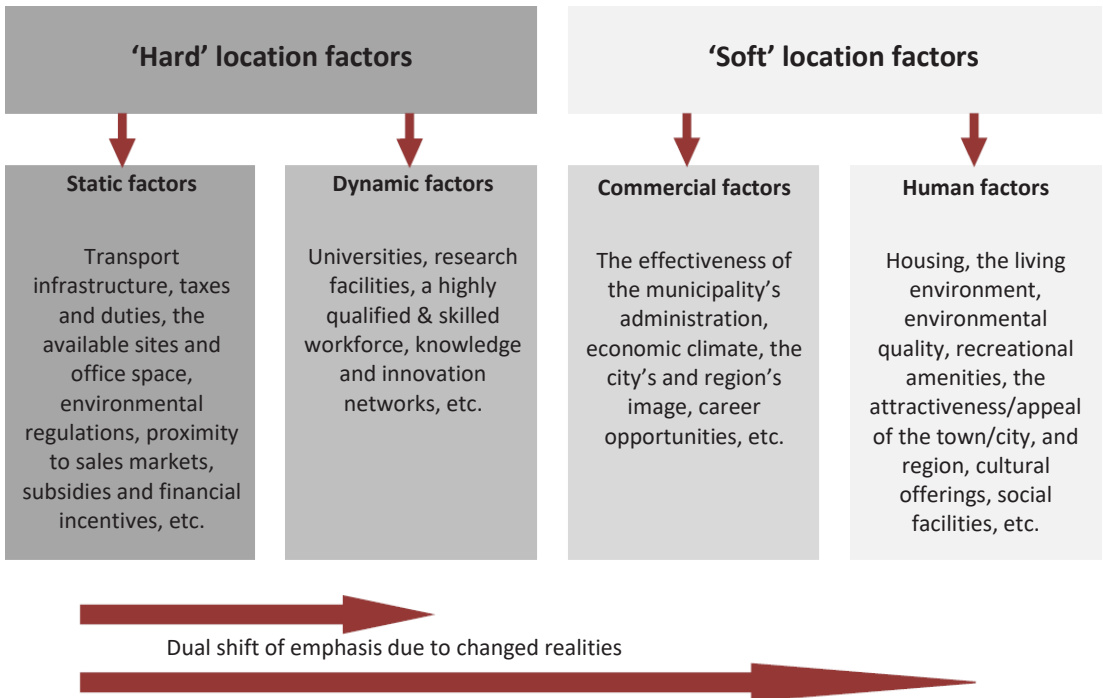 ‘Hard’ location factors
‘Soft’ location factors
Static factors
Transport
infrastructure, taxes
and duties, the
available sites and
office space,
environmental
regulations, proximity
to sales markets,
subsidies and financial
incentives, etc.
Dynamic factors
Universities, research
facilities, a highly
qualified & skilled
workforce, knowledge
and innovation
networks, etc.
Commercial factors
The effectiveness of
the municipality’s
administration,
economic climate, the
city’s and region’s
image, career
opportunities, etc.
Human factors
Housing, the living
environment,
environmental
quality, recreational
amenities, the
attractiveness/appeal
of the town/city, and
region, cultural
offerings, social
facilities, etc.
Dual shift of emphasis due to changed realities